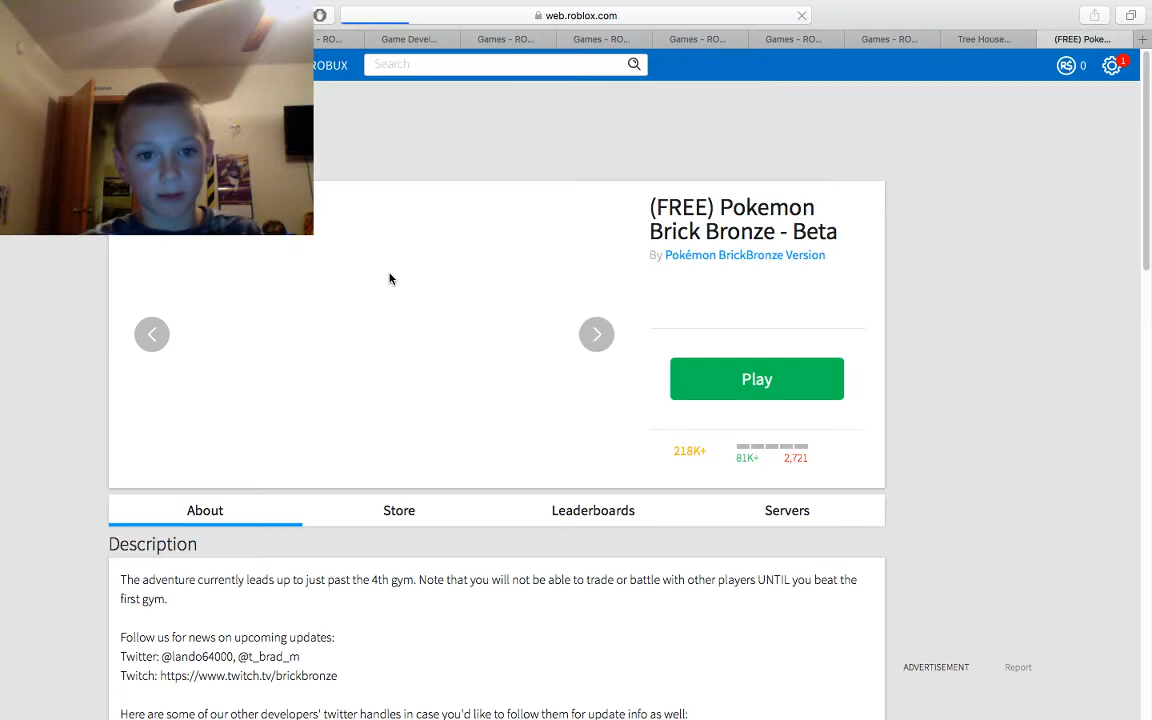 web.roblox.com
- RO...
Game Devel...
Games - RO...
Games - RO...
Games - RO...
Games - RO...
Games - RO...
Tree House...
(FREE) Poke...
ROBUX
Search
R$ 0
1
(FREE) Pokemon
Brick Bronze - Beta
By Pokémon BrickBronze Version
Play
218K+
81K+
2,721
About
Store
Leaderboards
Servers
Description
The adventure currently leads up to just past the 4th gym. Note that you will not be able to trade or battle with other players UNTIL you beat the
first gym.
Follow us for news on upcoming updates:
Twitter: @lando64000, @t_brad_m
Twitch: https://www.twitch.tv/brickbronze
Here are some of our other developers' twitter handles in case you'd like to follow them for update info as well:
ADVERTISEMENT
Report